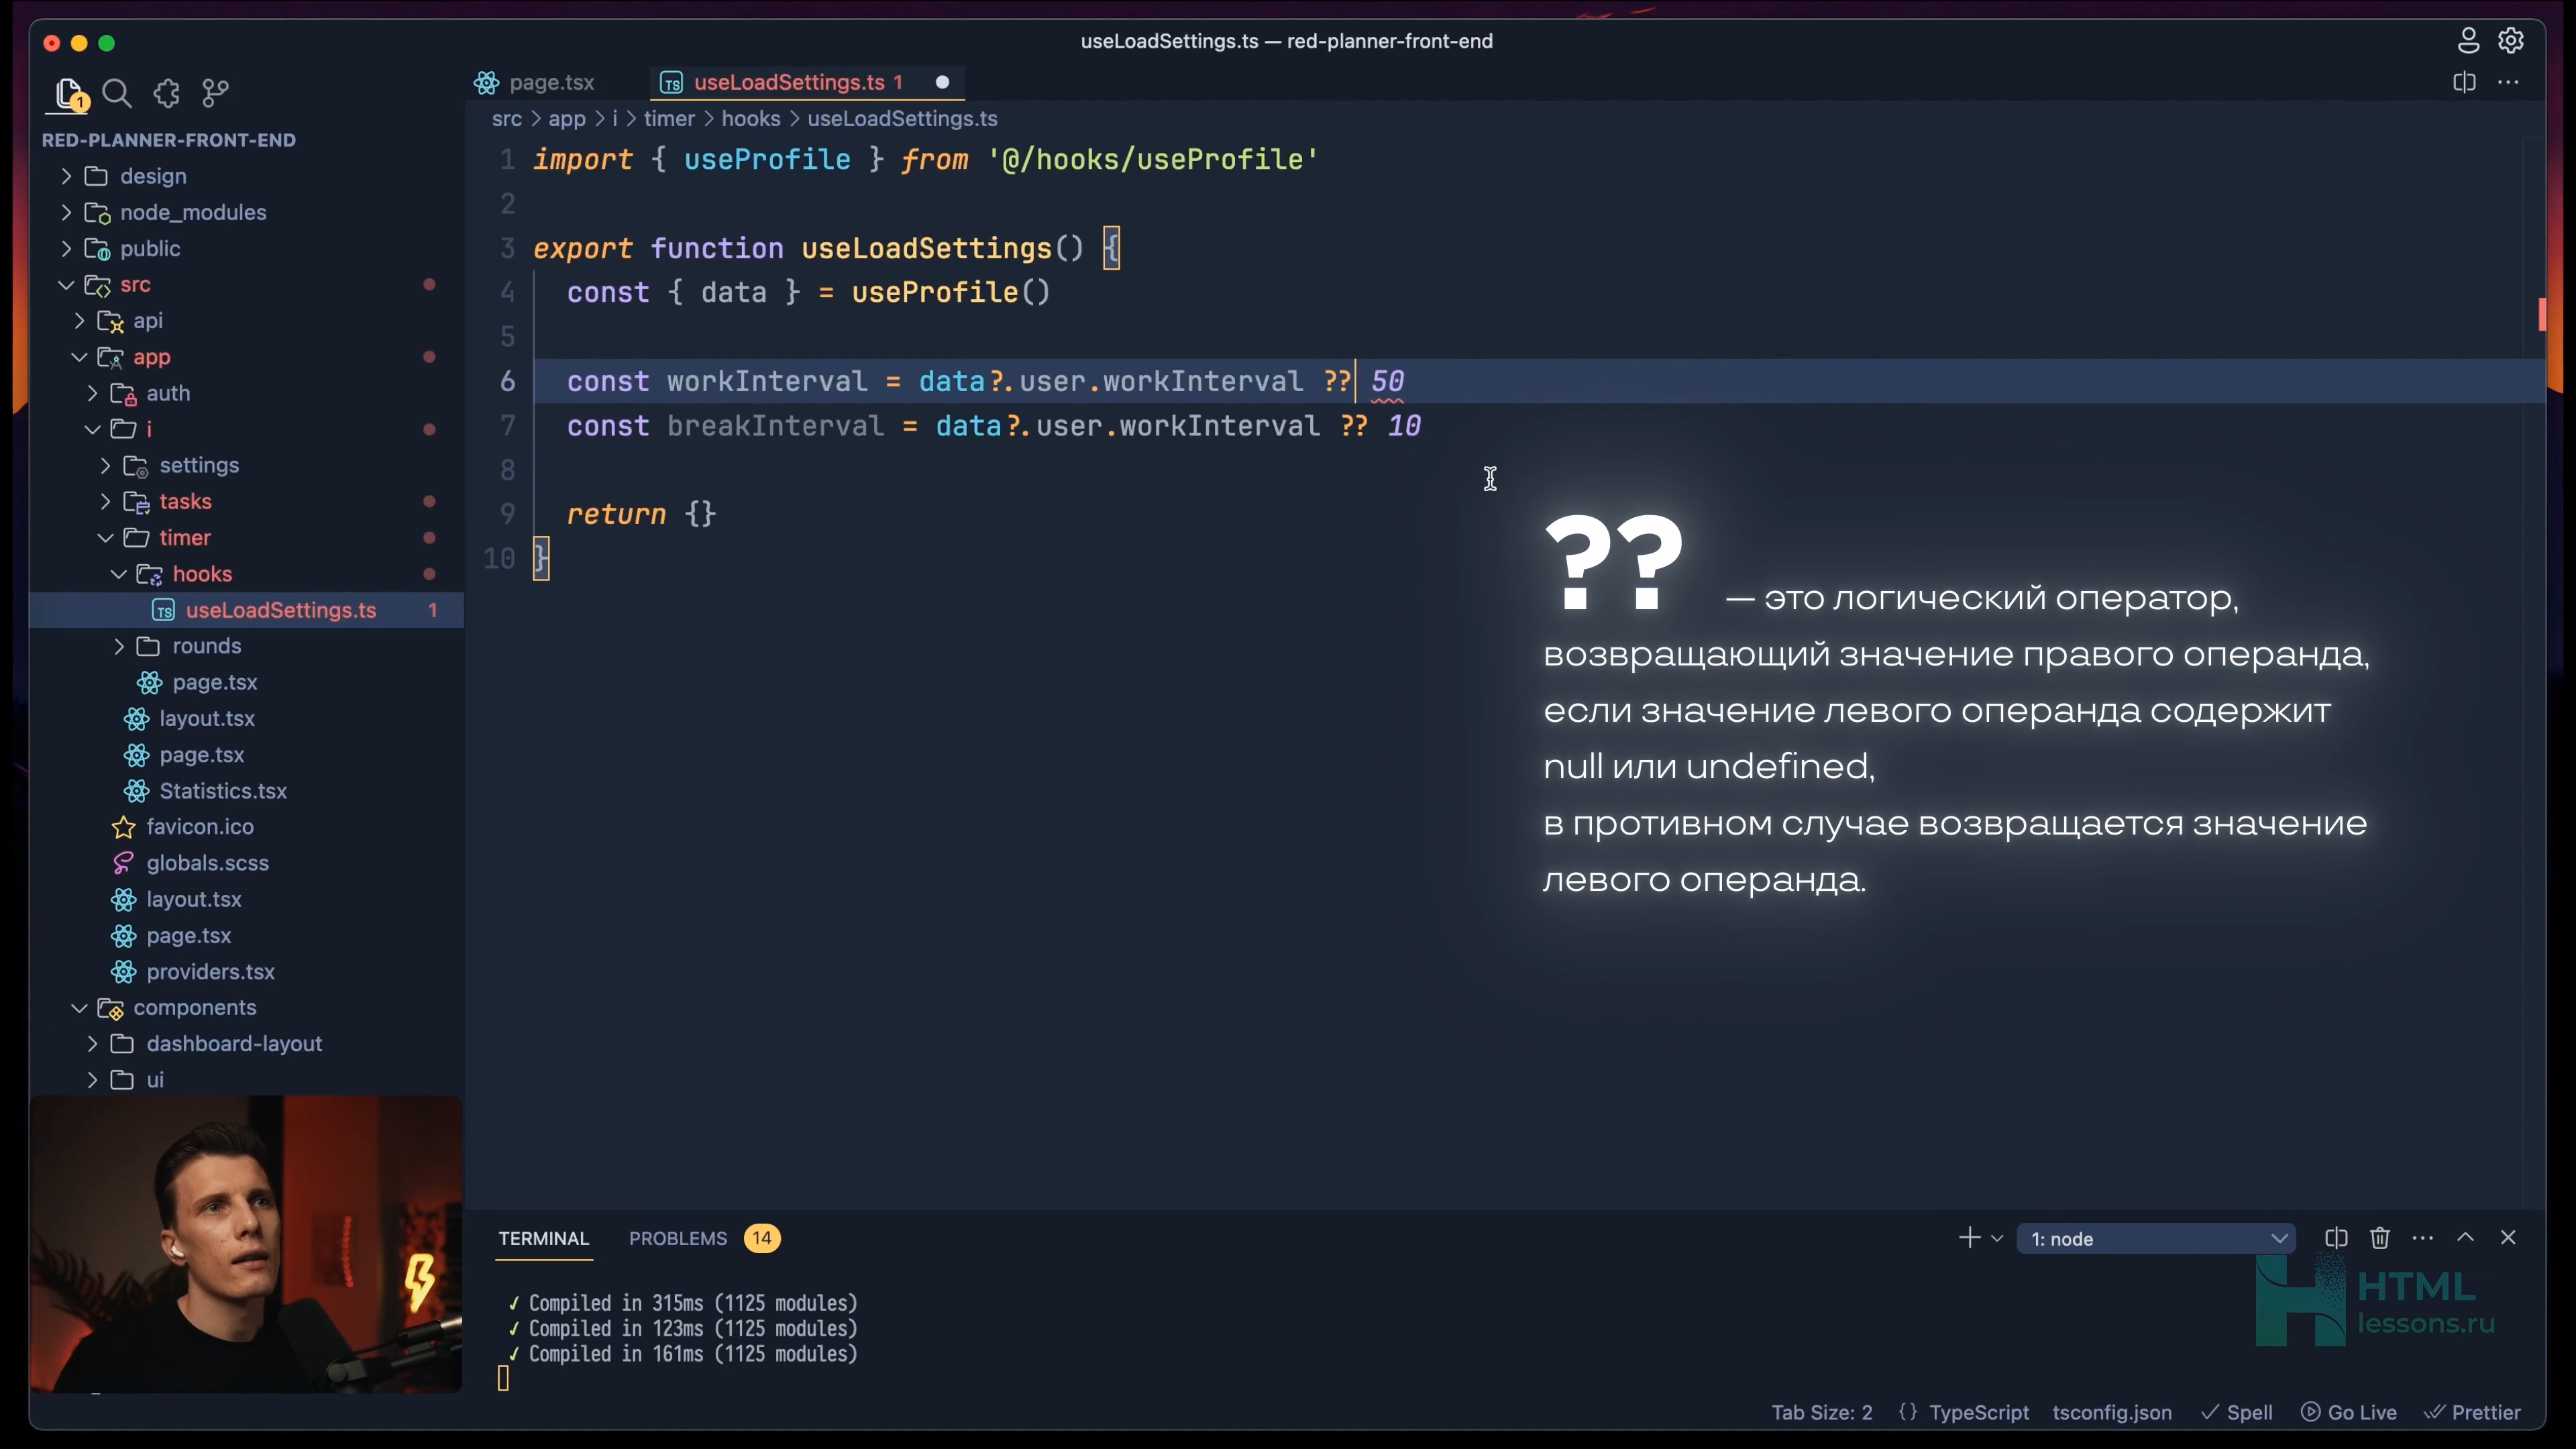 useLoadSettings.ts — red-planner-front-end
1
page.tsx
TS useLoadSettings.ts 1
RED-PLANNER-FRONT-END
design
node_modules
public
src
api
app
auth
i
settings
tasks
timer
hooks
TS useLoadSettings.ts 1
rounds
page.tsx
layout.tsx
page.tsx
Statistics.tsx
favicon.ico
globals.scss
layout.tsx
page.tsx
providers.tsx
components
dashboard-layout
ui
src > app > i > timer > hooks > useLoadSettings.ts
1 import { useProfile } from '@/hooks/useProfile'
2
3 export function useLoadSettings() {
4 const { data } = useProfile()
5
6 const workInterval = data?.user.workInterval ?? 50
7 const breakInterval = data?.user.workInterval ?? 10
8
9 return {}
10 }
?? — это логический оператор,
возвращающий значение правого операнда,
если значение левого операнда содержит
null или undefined,
в противном случае возвращается значение
левого операнда.
TERMINAL PROBLEMS 14
1: node
✓ Compiled in 315ms (1125 modules)
✓ Compiled in 123ms (1125 modules)
✓ Compiled in 161ms (1125 modules)
HTML
lessons.ru
Tab Size: 2 {} TypeScript tsconfig.json ✓ Spell Go Live Prettier